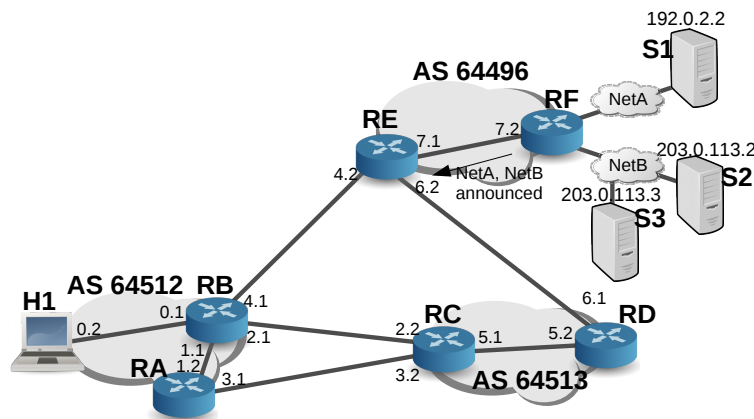 192.0.2.2
S1
AS 64496
RF
NetA
RE
7.1
7.2
203.0.113.2
NetB
4.2
6.2
NetA, NetB
announced
203.0.113.3
S2
S3
AS 64512
H1
RB
6.1
0.1
4.1
RC
RD
0.2
2.1
2.2
5.1
5.2
1.1
RA
1.2
3.1
3.2
AS 64513